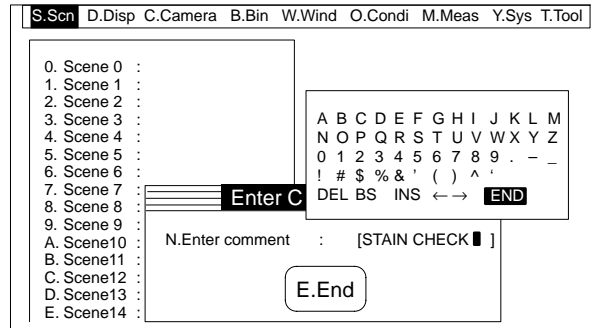 S.Scn D.Disp C.Camera B.Bin W.Wind O.Condi M.Meas Y.Sys T.Tool
0. Scene 0 :
1. Scene 1 :
2. Scene 2 :
3. Scene 3 :
4. Scene 4 :
5. Scene 5 :
6. Scene 6 :
7. Scene 7 :
8. Scene 8 :
9. Scene 9 :
A. Scene10 :
B. Scene11 :
C. Scene12 :
D. Scene13 :
E. Scene14 :
A B C D E F G H I J K L M
N O P Q R S T U V W X Y Z
0 1 2 3 4 5 6 7 8 9 . – _
! # $ % & ’ ( ) ^ ‘
DEL BS INS ←→ END
Enter C
N.Enter comment : [STAIN CHECK ]
E.End